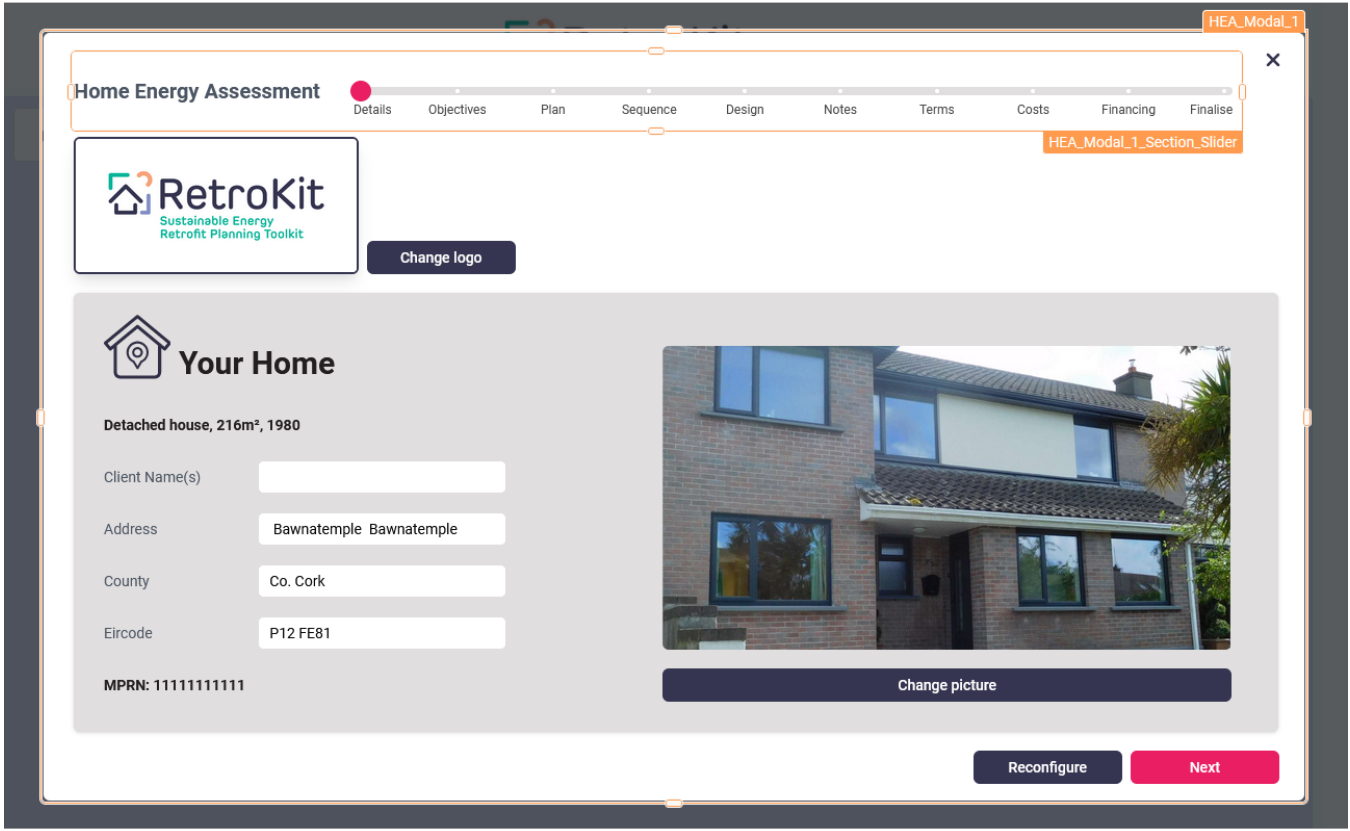 HEA_Modal_1
Home Energy Assessment
Details Objectives Plan Sequence Design Notes Terms Costs Financing Finalise
HEA_Modal_1_Section_Slider
RetroKit
Sustainable Energy
Retrofit Planning Toolkit
Change logo
Your Home
Detached house, 216m², 1980
Client Name(s)
Address Bawnatemple Bawnatemple
County Co. Cork
Eircode P12 FE81
MPRN: 11111111111
Change picture
Reconfigure Next